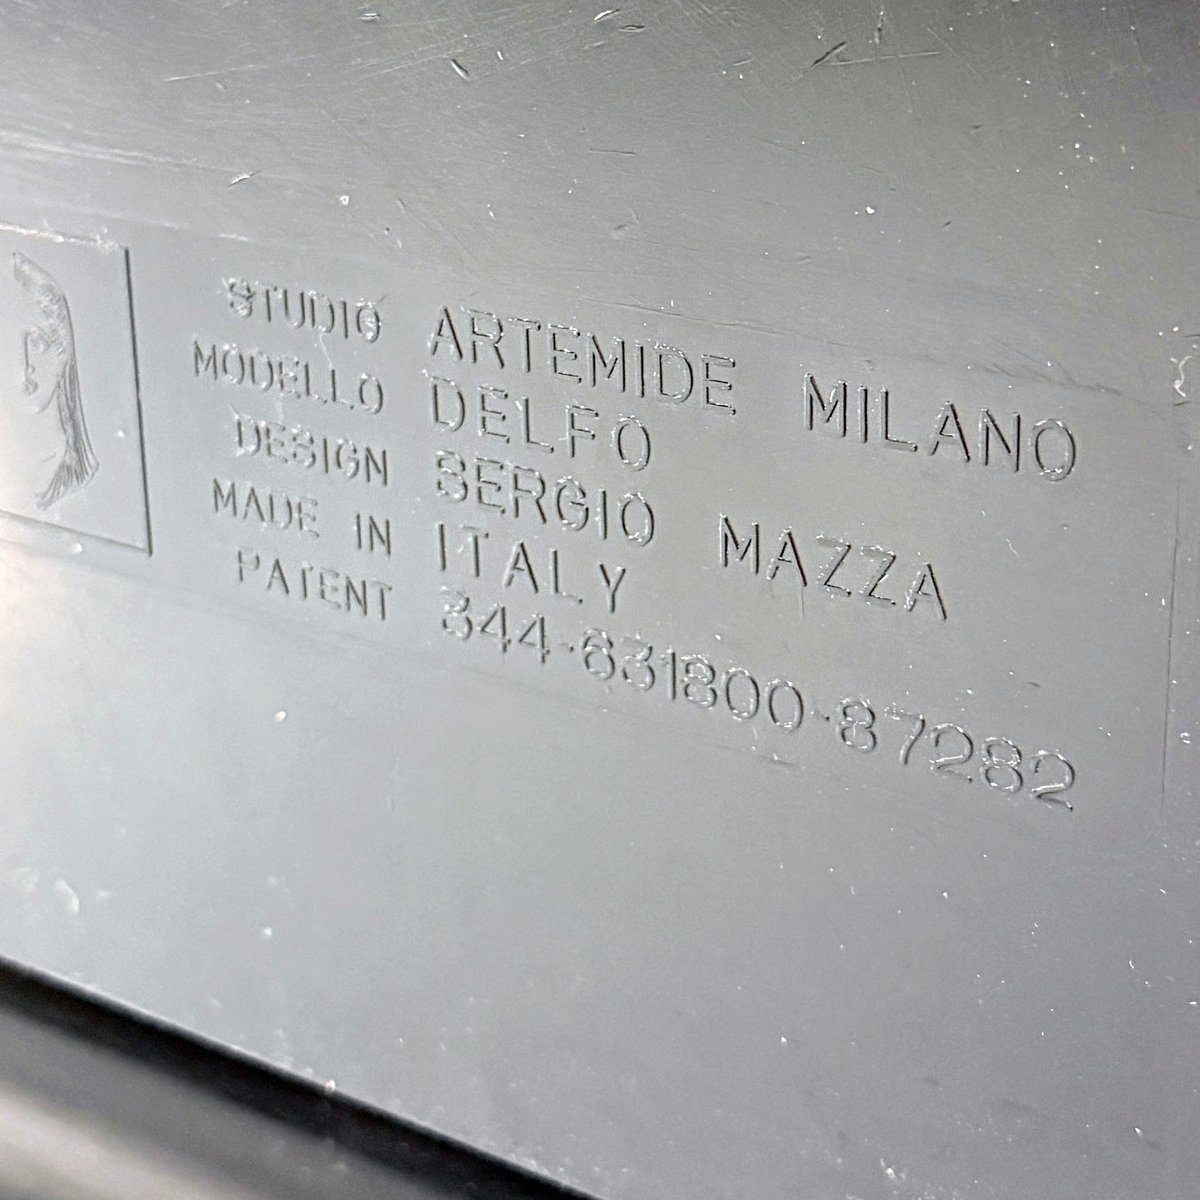 STUDIO ARTEMIDE MILANO
MODELLO DELFO
DESIGN SERGIO MAZZA
MADE IN ITALY
PATENT 344-631800-87282